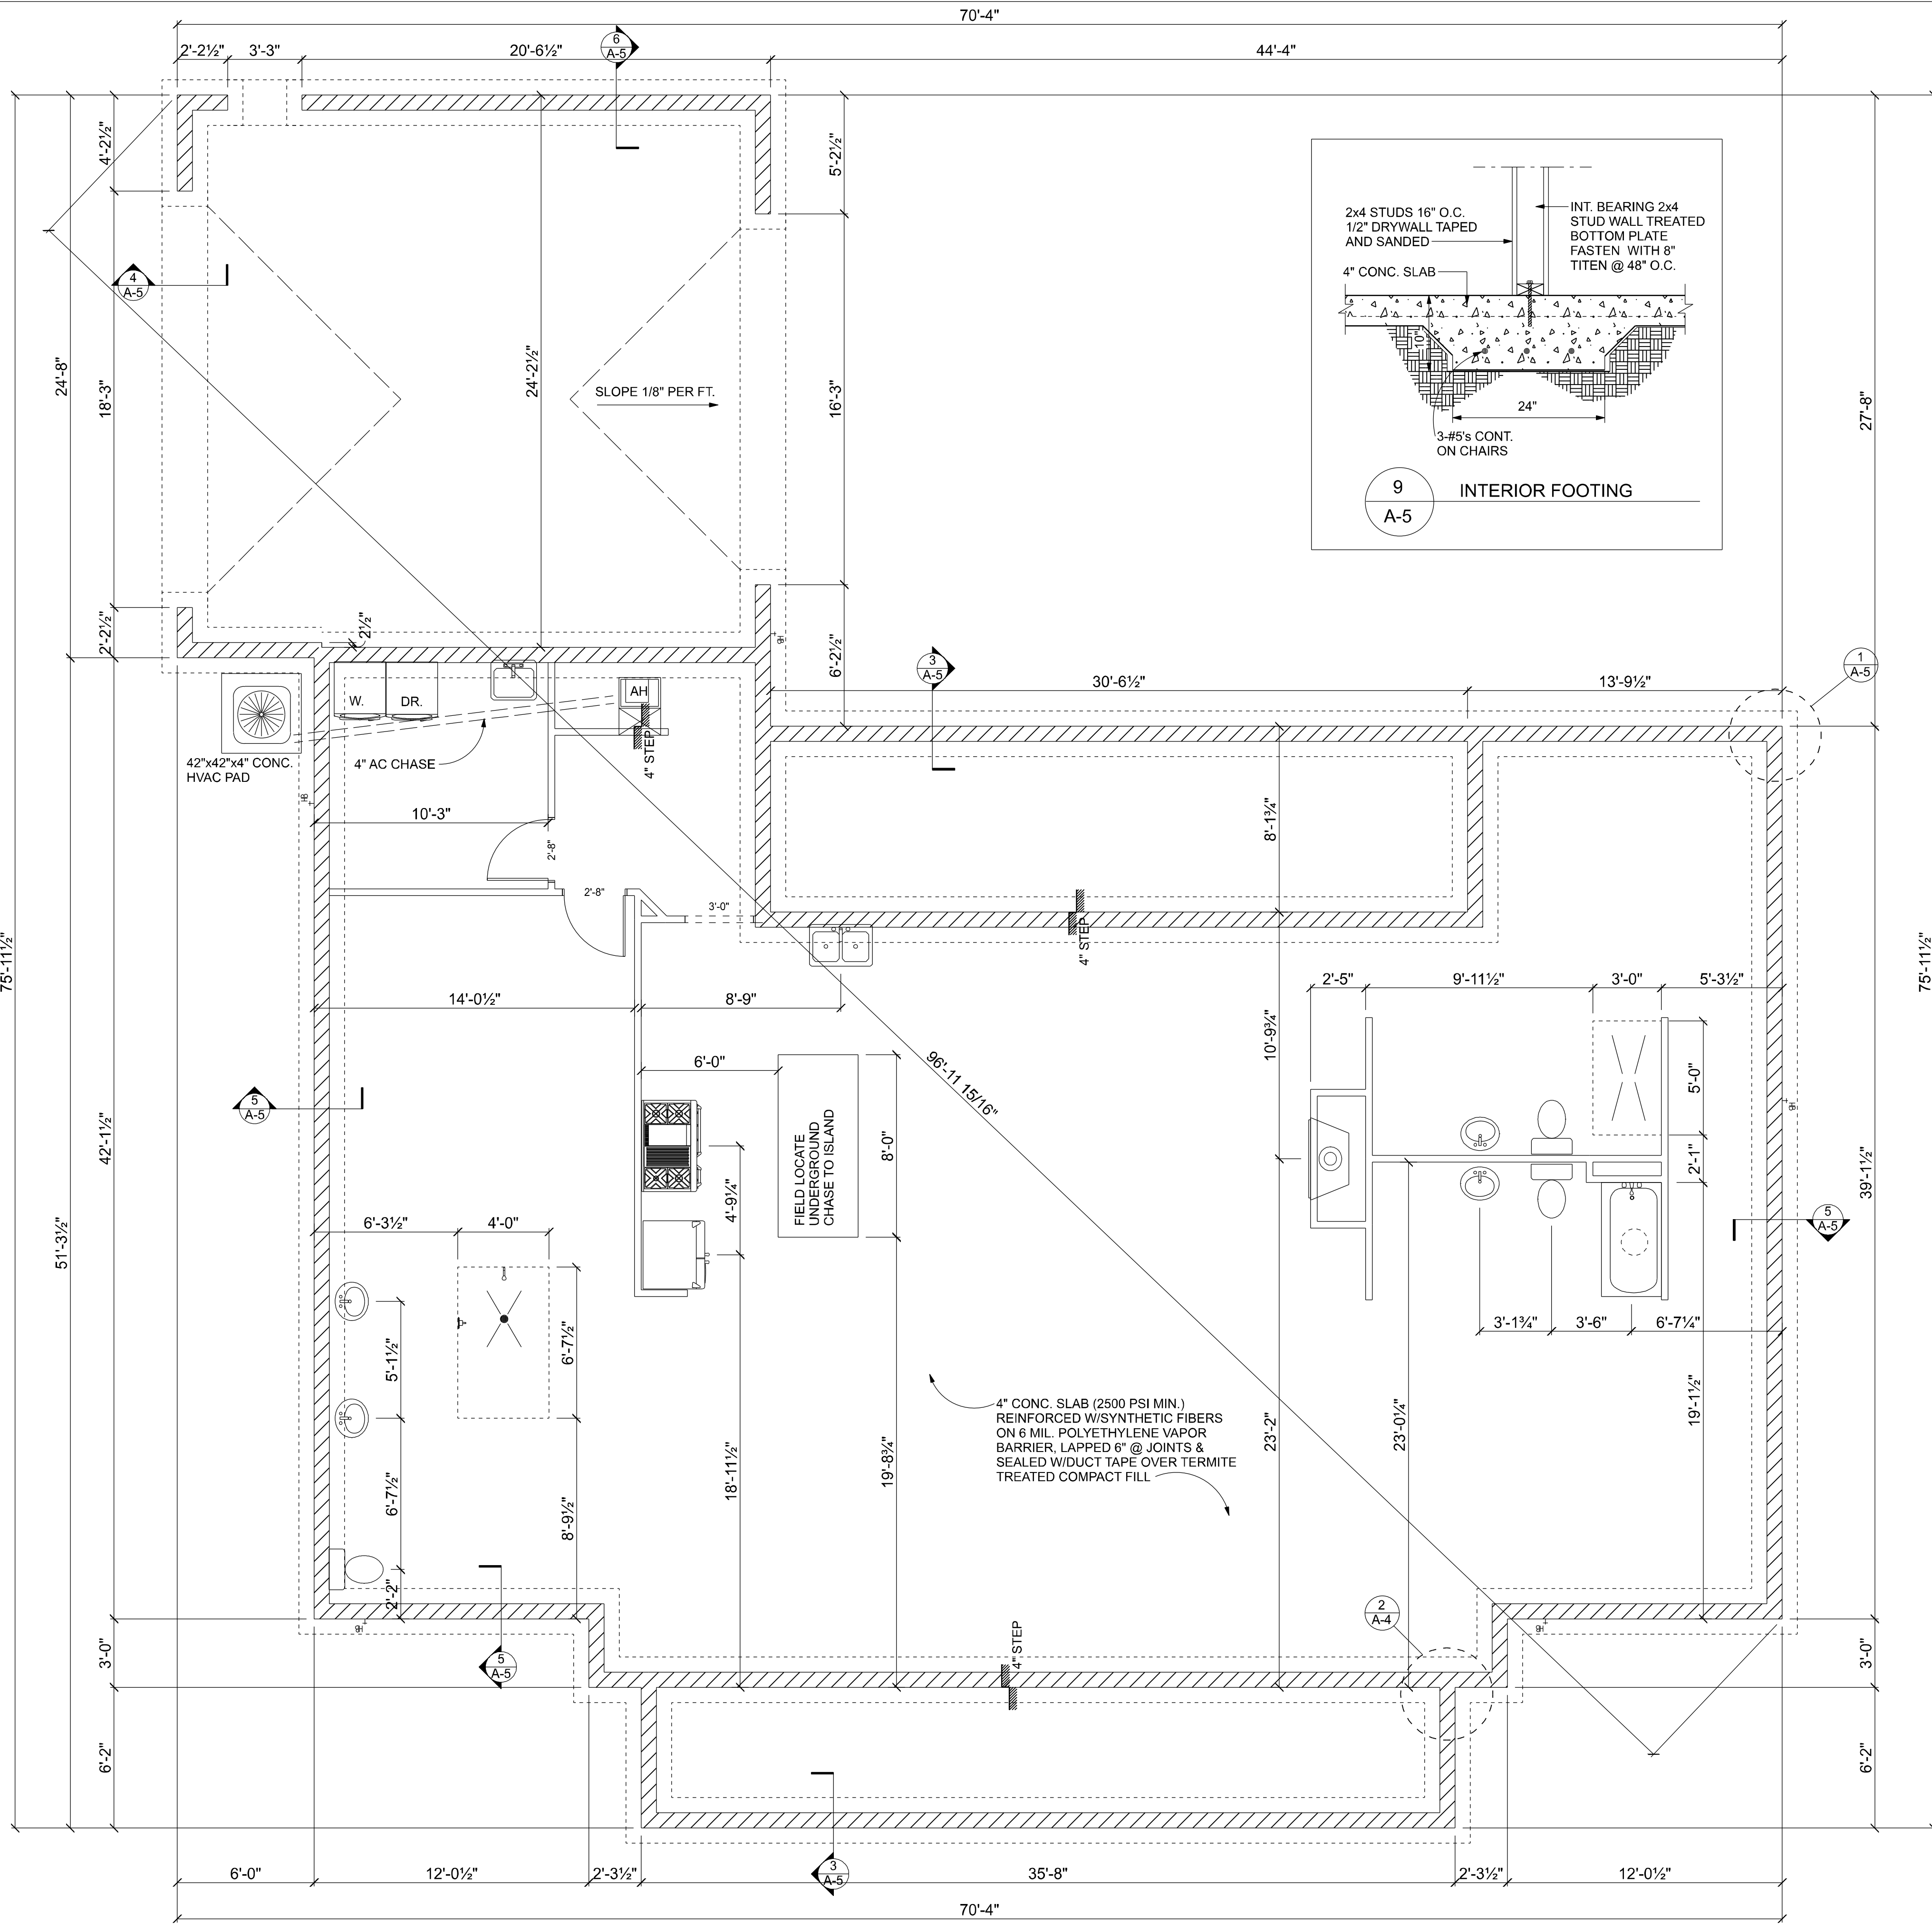 70'-4"
2'-2½"
3'-3"
20'-6½"
6
A-5
44'-4"
4'-2½"
5'-2½"
2x4 STUDS 16" O.C.
1/2" DRYWALL TAPED
AND SANDED
INT. BEARING 2x4
STUD WALL TREATED
BOTTOM PLATE
FASTEN WITH 8"
TITEN @ 48" O.C.
4" CONC. SLAB
10"
24"
3-#5's CONT.
ON CHAIRS
9
A-5
INTERIOR FOOTING
4
A-5
24'-8"
18'-3"
24'-2½"
SLOPE 1/8" PER FT.
16'-3"
27'-8"
2'-2½"
2½"
6'-2½"
HB
3
A-5
1
A-5
30'-6½"
13'-9½"
W.
DR.
AH
4" STEP
42"x42"x4" CONC.
HVAC PAD
4" AC CHASE
HB
10'-3"
2'-8"
2'-8"
3'-0"
8'-1¾"
4" STEP
75'-11½"
75'-11½"
14'-0½"
8'-9"
2'-5"
9'-11½"
3'-0"
5'-3½"
10'-9¾"
6'-0"
96'-11 15/16"
5'-0"
HB
5
A-5
42'-1½"
FIELD LOCATE
UNDERGROUND
CHASE TO ISLAND
8'-0"
2'-1"
39'-1½"
4'-9¼"
51'-3½"
6'-3½"
4'-0"
5
A-5
5'-1½"
6'-7½"
3'-1¾"
3'-6"
6'-7¼"
4" CONC. SLAB (2500 PSI MIN.)
REINFORCED W/SYNTHETIC FIBERS
ON 6 MIL. POLYETHYLENE VAPOR
BARRIER, LAPPED 6" @ JOINTS &
SEALED W/DUCT TAPE OVER TERMITE
TREATED COMPACT FILL
6'-7½"
8'-9½"
18'-11½"
19'-8¾"
23'-2"
23'-0¼"
19'-1½"
2'-2"
HB
2
A-4
HB
3'-0"
5
A-5
4" STEP
3'-0"
6'-2"
6'-2"
3
A-5
6'-0"
12'-0½"
2'-3½"
35'-8"
2'-3½"
12'-0½"
70'-4"